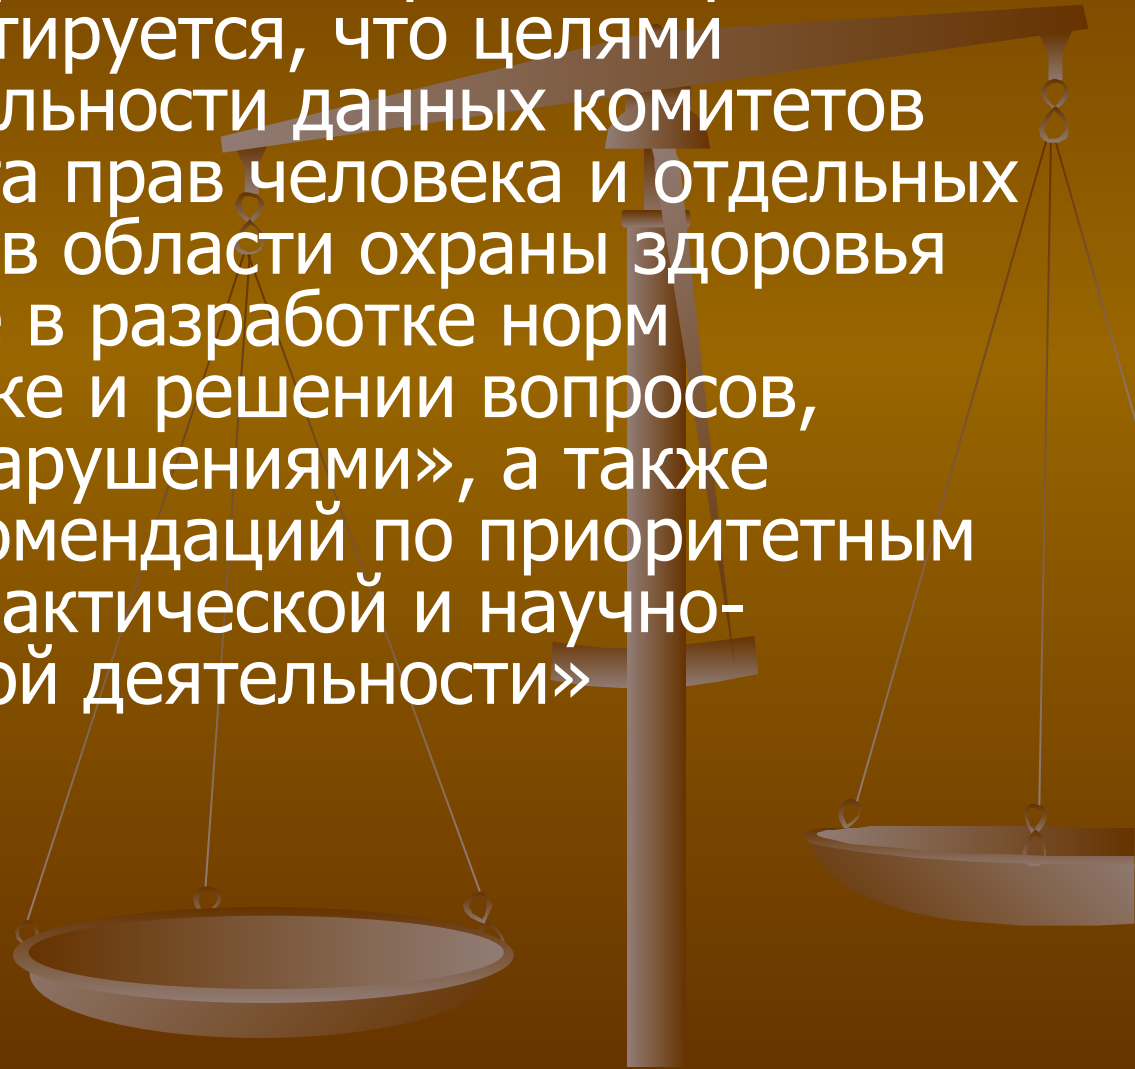 тируется, что целями
льности данных комитетов
та прав человека и отдельных
в области охраны здоровья
в разработке норм
ке и решении вопросов,
арушениями», а также
омендаций по приоритетным
актической и научно-
ой деятельности»